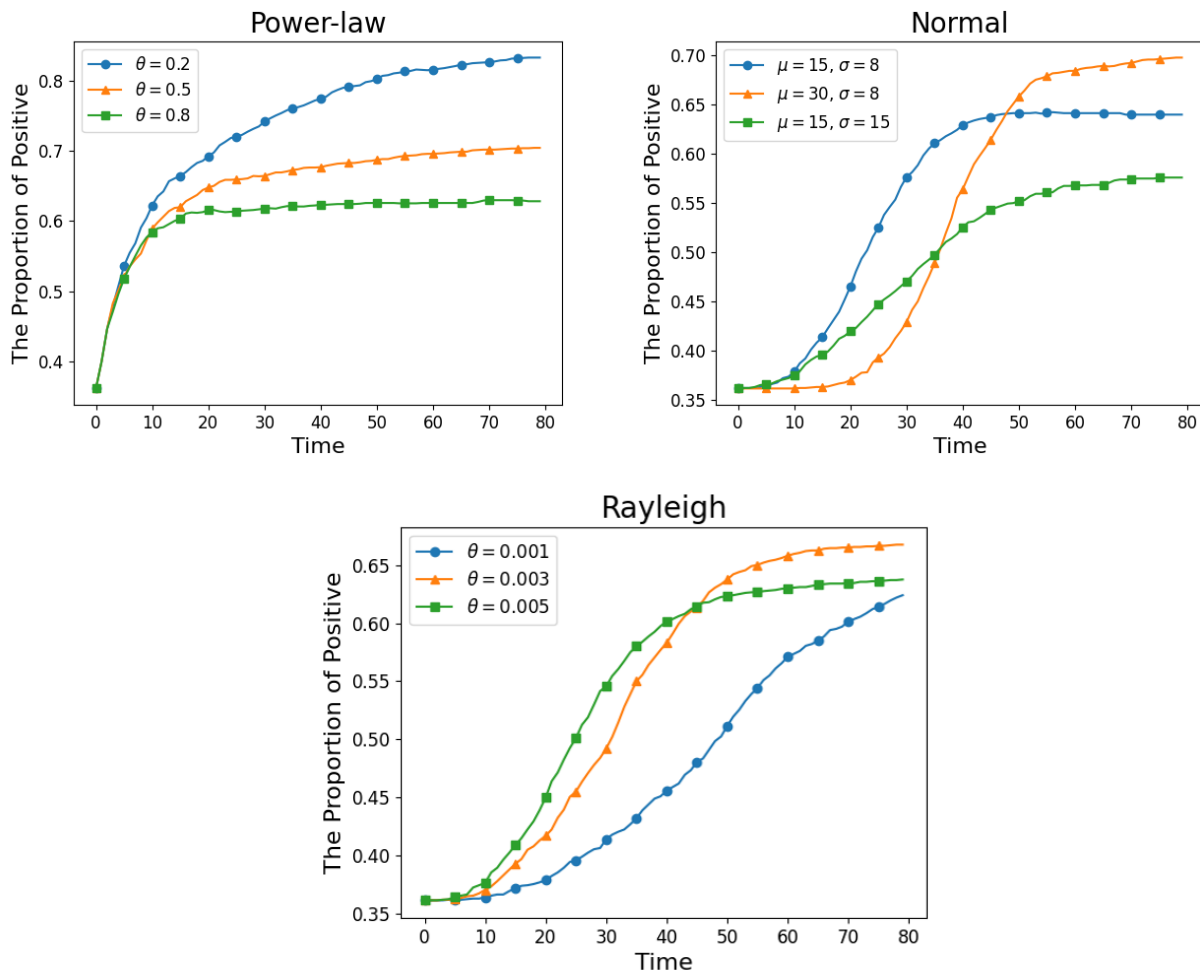 Power-law
θ = 0.2
θ = 0.5
θ = 0.8
The Proportion of Positive
0.8
0.7
0.6
0.5
0.4
0 10 20 30 40 50 60 70 80
Time
Normal
μ = 15, σ = 8
μ = 30, σ = 8
μ = 15, σ = 15
The Proportion of Positive
0.70
0.65
0.60
0.55
0.50
0.45
0.40
0.35
0 10 20 30 40 50 60 70 80
Time
Rayleigh
θ = 0.001
θ = 0.003
θ = 0.005
The Proportion of Positive
0.65
0.60
0.55
0.50
0.45
0.40
0.35
0 10 20 30 40 50 60 70 80
Time